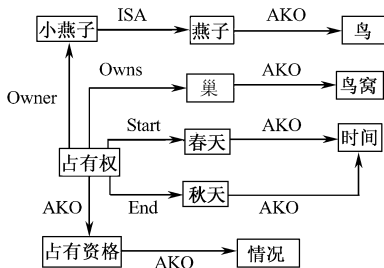 小燕子 ISA 燕子 AKO 鸟
Owner Owns 巢 AKO 鸟窝
Start 春天 AKO 时间
占有权
AKO End 秋天 AKO
占有资格 AKO 情况